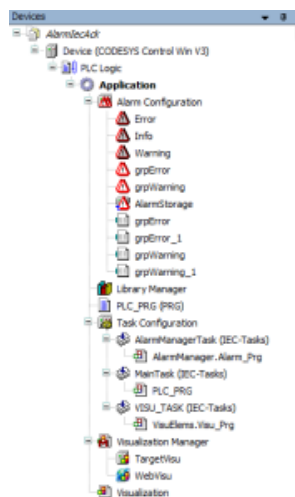 Devices
AlarmIecAck
Device (CODESYS Control Win V3)
PLC Logic
Application
Alarm Configuration
Error
Info
Warning
grpError
grpWarning
AlarmStorage
grpError
grpError_1
grpWarning
grpWarning_1
Library Manager
PLC_PRG (PRG)
Task Configuration
AlarmManagerTask (IEC-Tasks)
AlarmManager.Alarm_Prg
MainTask (IEC-Tasks)
PLC_PRG
VISU_TASK (IEC-Tasks)
VisuElems.Visu_Prg
Visualization Manager
TargetVisu
WebVisu
Visualization